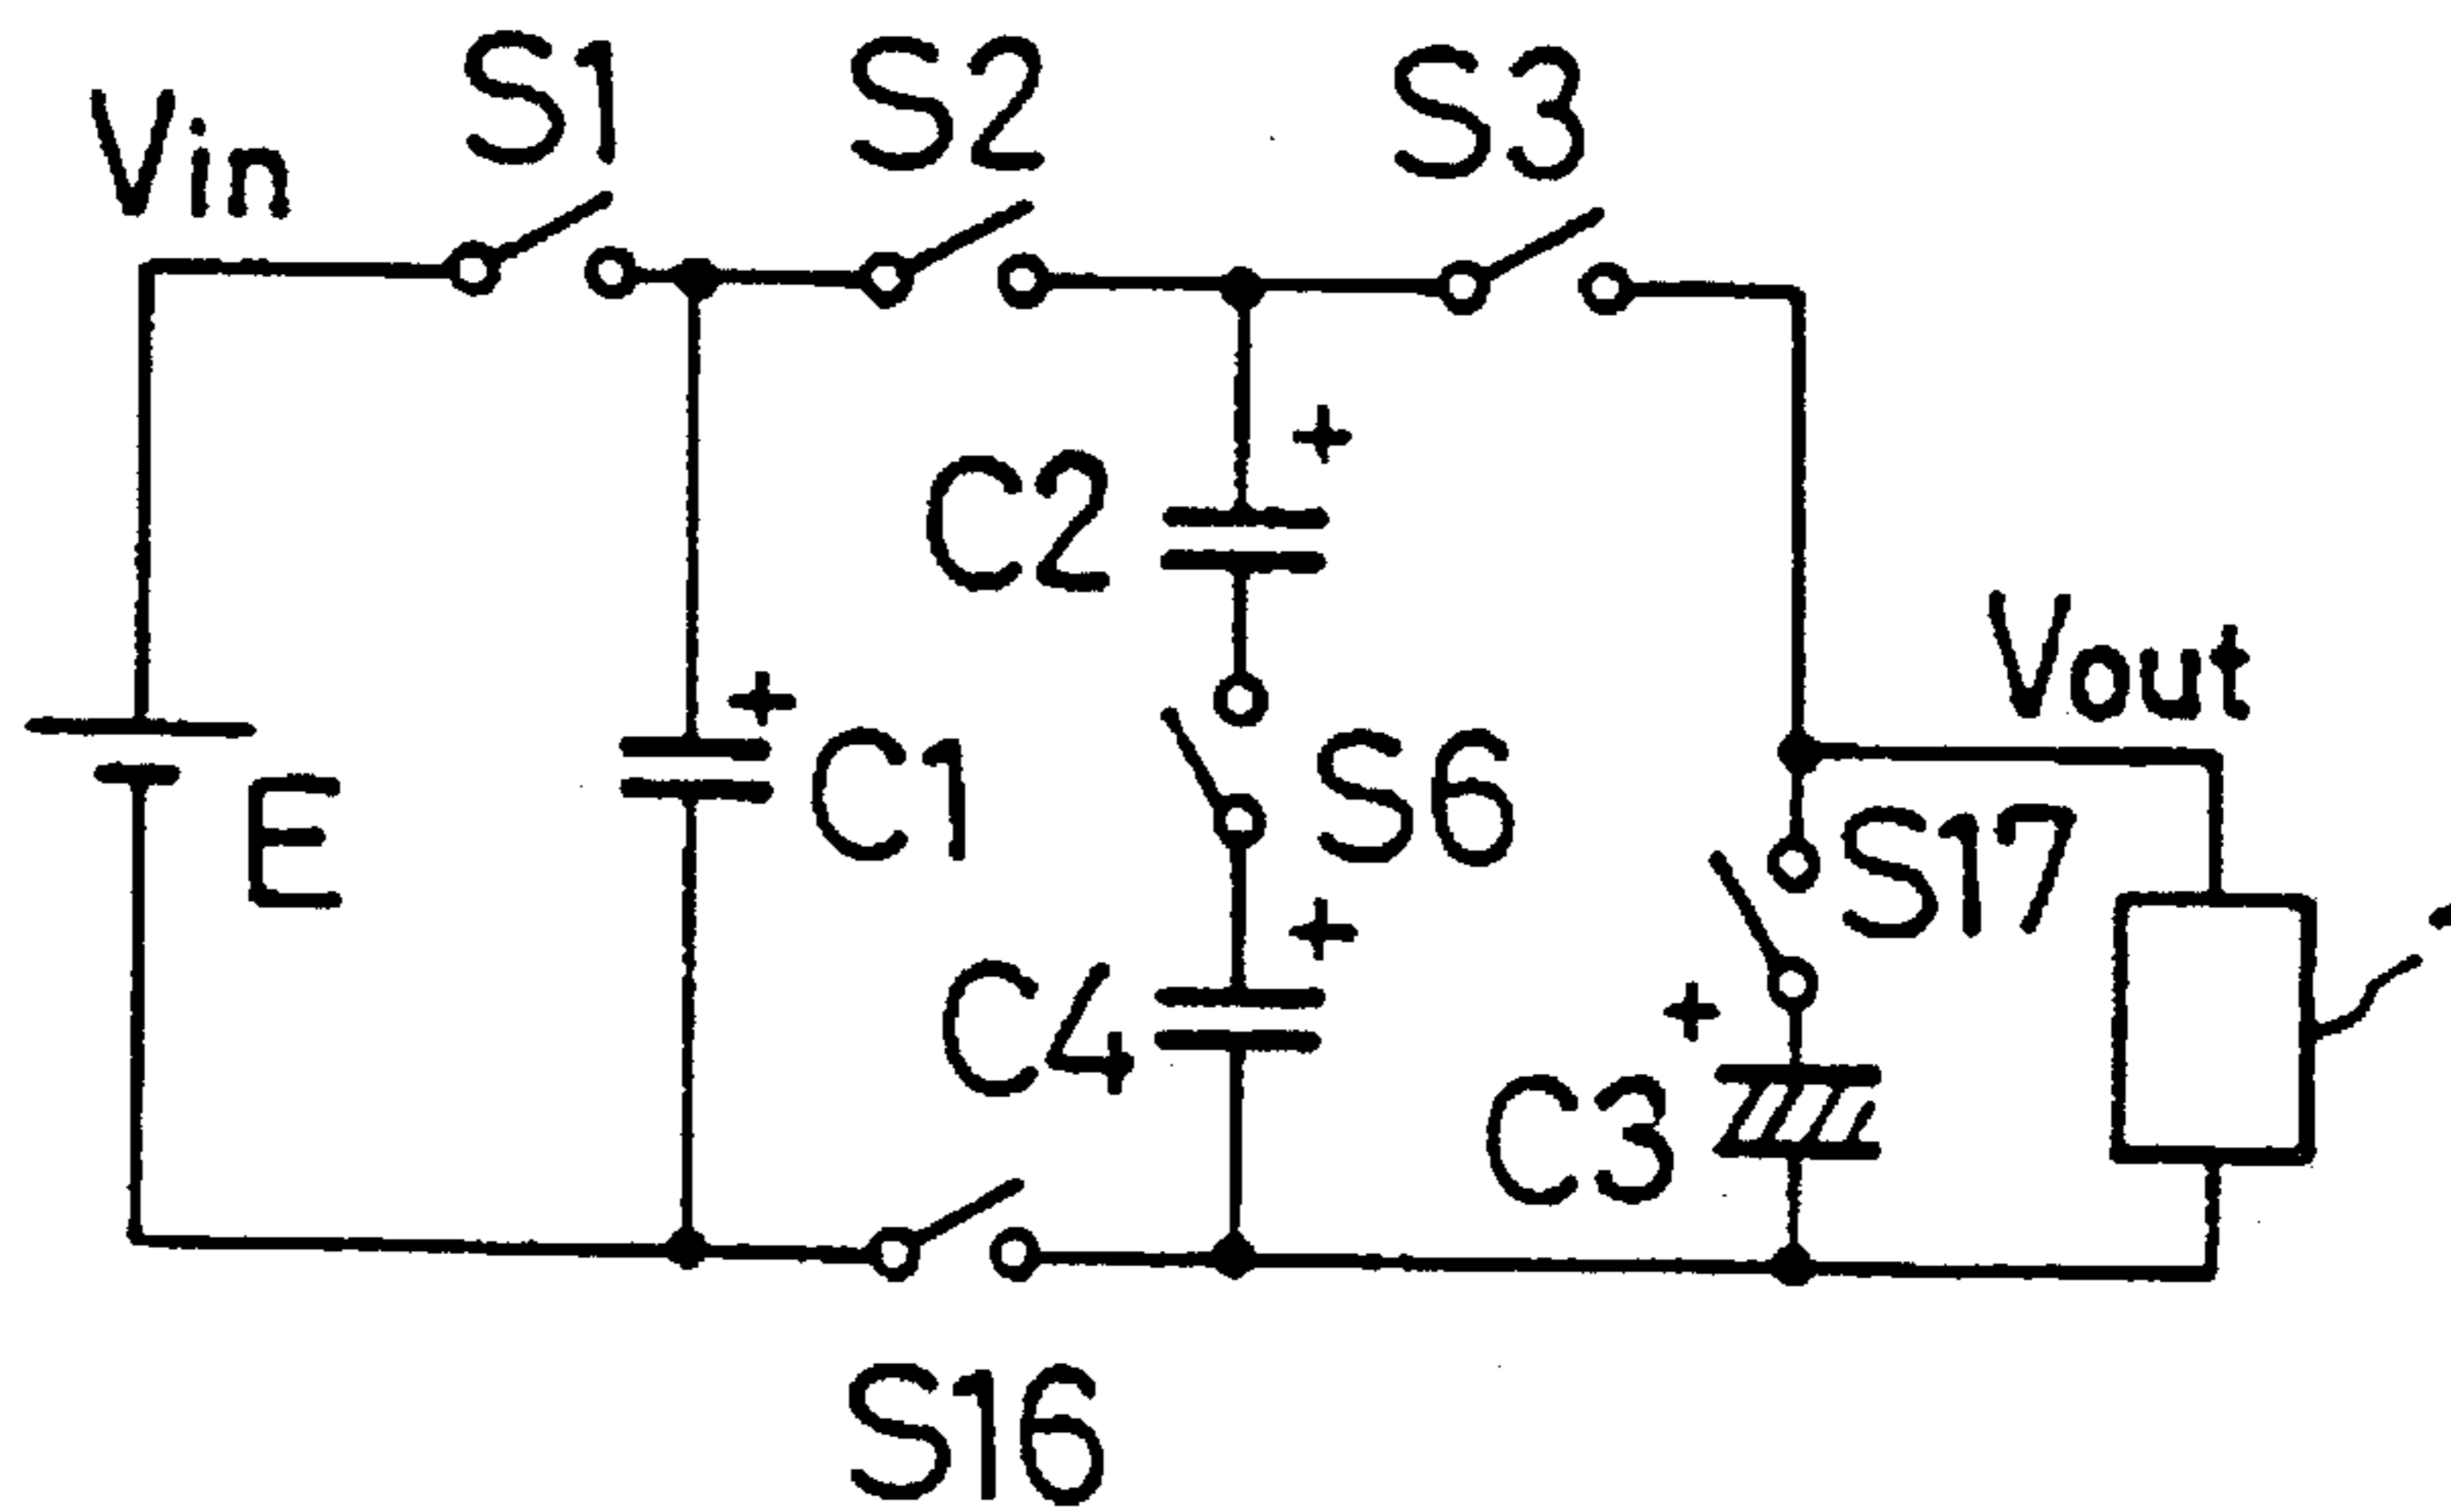 Vin
S1
S2
S3
+
C2
+
C1
S6
Vout
S17
E
+
C4
+
C3
S16